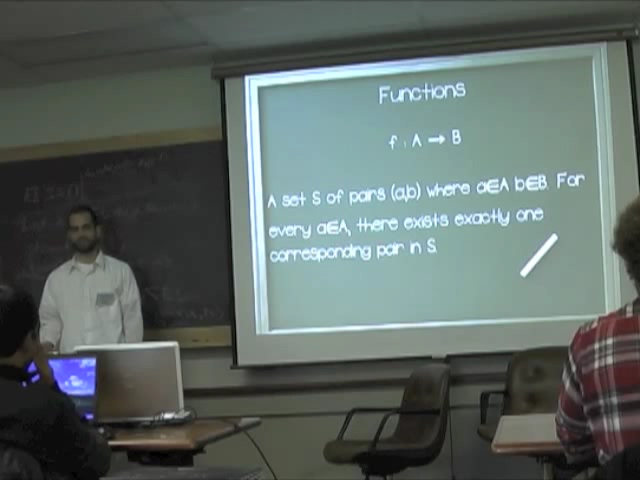 Functions
f : A → B
A set S of pairs (a,b) where a∈A b∈B. For
every a∈A, there exists exactly one
corresponding pair in S.